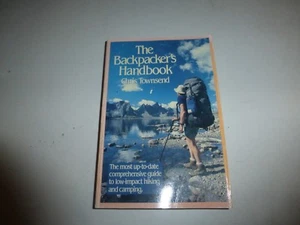 The
Backpacker's
Handbook
Chris Townsend
The most up-to-date,
comprehensive guide
to low-impact hiking
and camping.